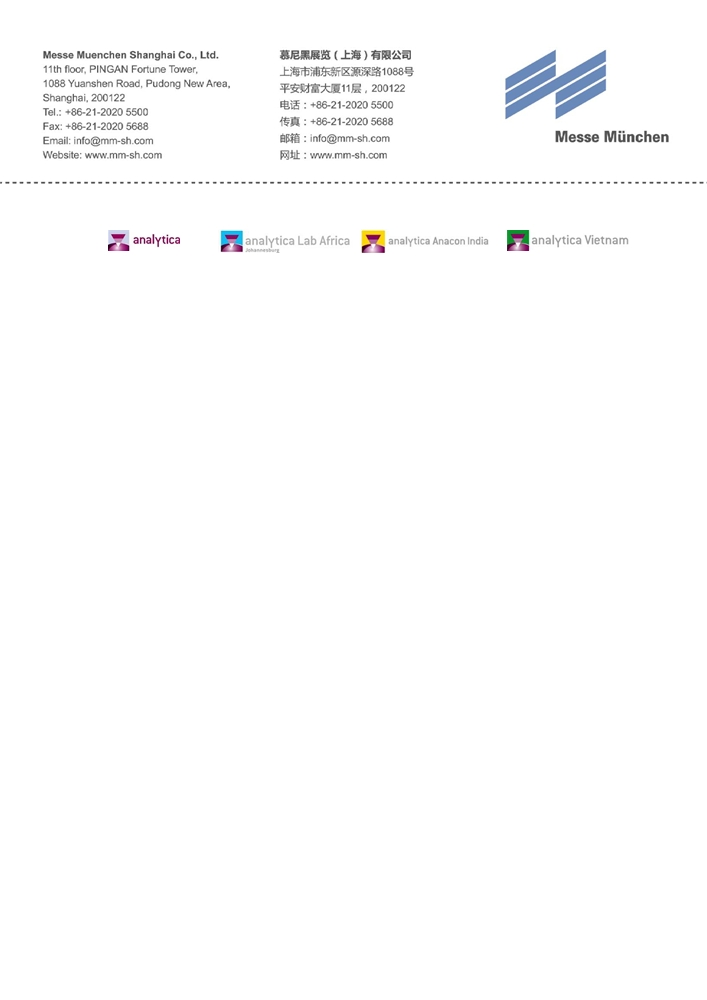 Messe Muenchen Shanghai Co., Ltd.
11th floor, PINGAN Fortune Tower,
1088 Yuanshen Road, Pudong New Area,
Shanghai, 200122
Tel.: +86-21-2020 5500
Fax: +86-21-2020 5688
Email: info@mm-sh.com
Website: www.mm-sh.com
慕尼黑展览（上海）有限公司
上海市浦东新区源深路1088号
平安财富大厦11层，200122
电话：+86-21-2020 5500
传真：+86-21-2020 5688
邮箱：info@mm-sh.com
网址：www.mm-sh.com
Messe München
analytica
analytica Lab Africa
Johannesburg
analytica Anacon India
analytica Vietnam